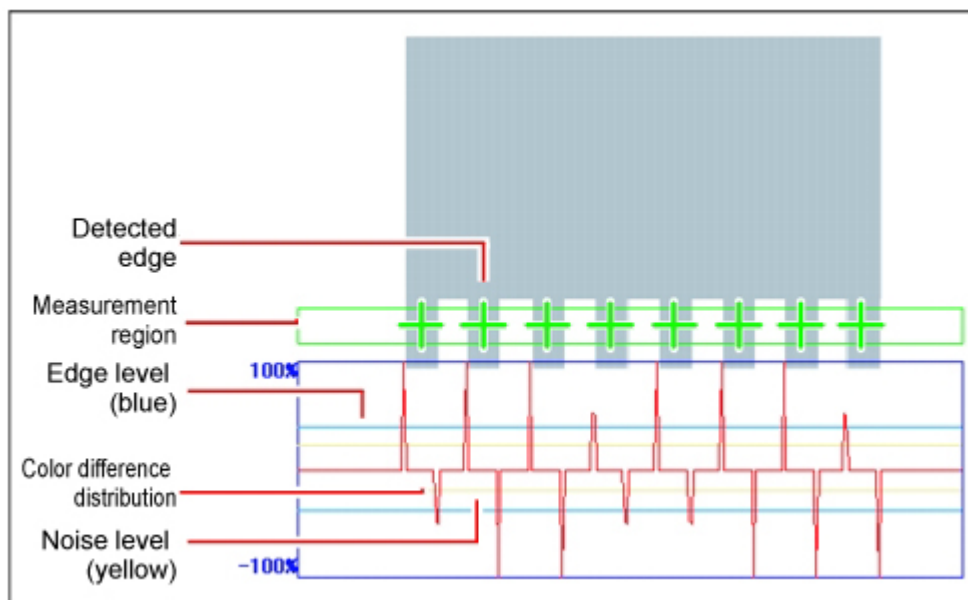 Detected
edge
Measurement
region
Edge level
(blue)
100%
Color difference
distribution
Noise level
(yellow)
-100%